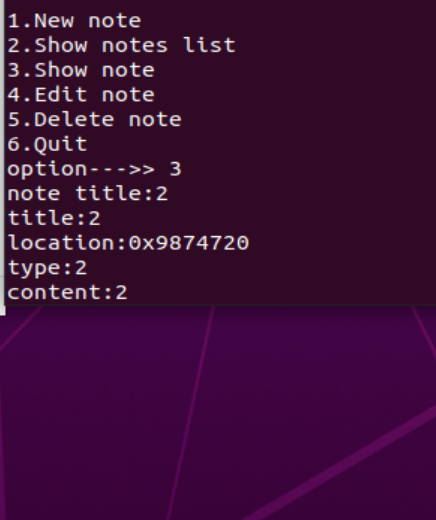 1.New note
2.Show notes list
3.Show note
4.Edit note
5.Delete note
6.Quit
option--->> 3
note title:2
title:2
location:0x9874720
type:2
content:2